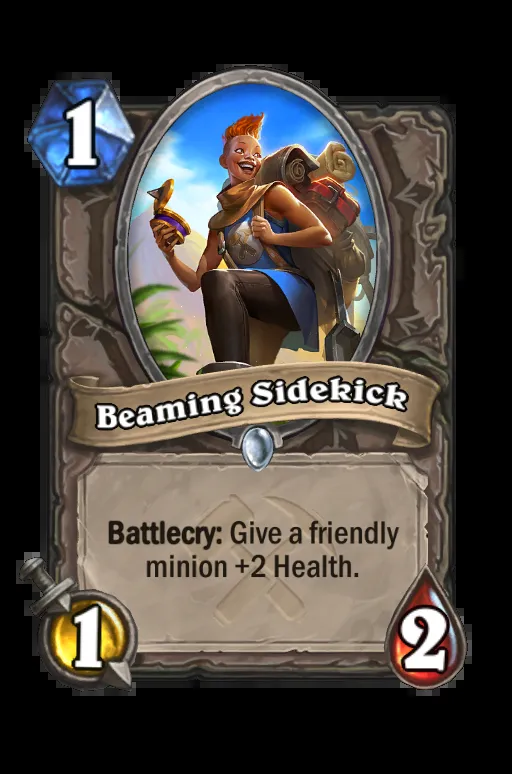 1
Beaming Sidekick
Battlecry: Give a friendly
minion +2 Health.
1
2